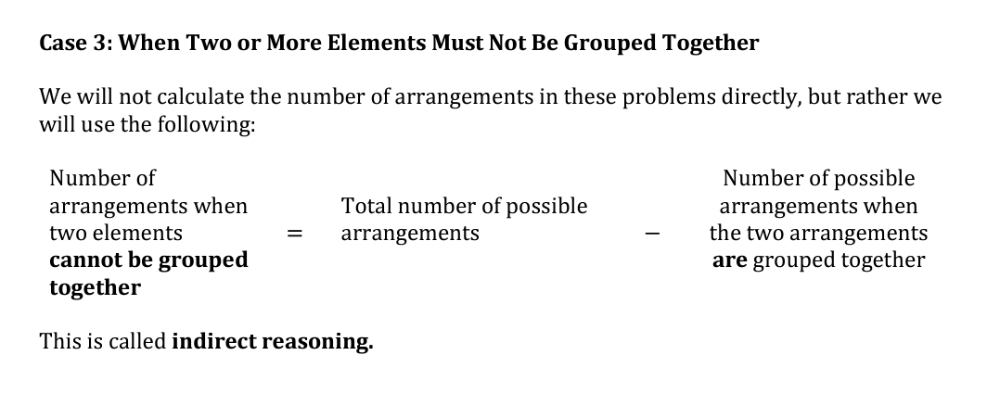 Case 3: When Two or More Elements Must Not Be Grouped Together
We will not calculate the number of arrangements in these problems directly, but rather we
will use the following:
Number of
arrangements when
two elements
cannot be grouped
together
=
Total number of possible
arrangements
−
Number of possible
arrangements when
the two arrangements
are grouped together
This is called indirect reasoning.